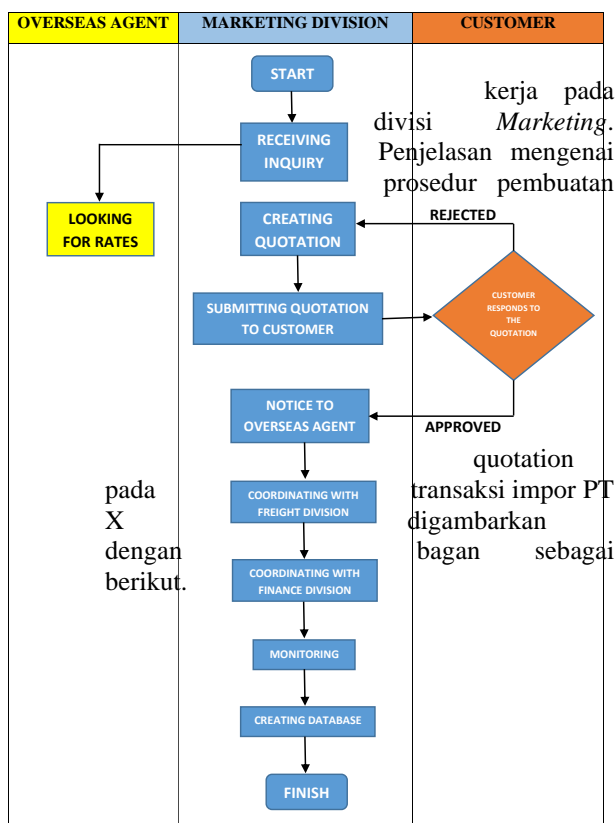 OVERSEAS AGENT
MARKETING DIVISION
CUSTOMER
START
kerja pada
divisi Marketing.
Penjelasan mengenai
prosedur pembuatan
RECEIVING
INQUIRY
LOOKING
FOR RATES
CREATING
QUOTATION
REJECTED
SUBMITTING QUOTATION
TO CUSTOMER
CUSTOMER
RESPONDS TO
THE
QUOTATION
NOTICE TO
OVERSEAS AGENT
APPROVED
quotation
pada transaksi impor PT
X digambarkan
dengan bagan sebagai
berikut.
COORDINATING WITH
FREIGHT DIVISION
COORDINATING WITH
FINANCE DIVISION
MONITORING
CREATING DATABASE
FINISH